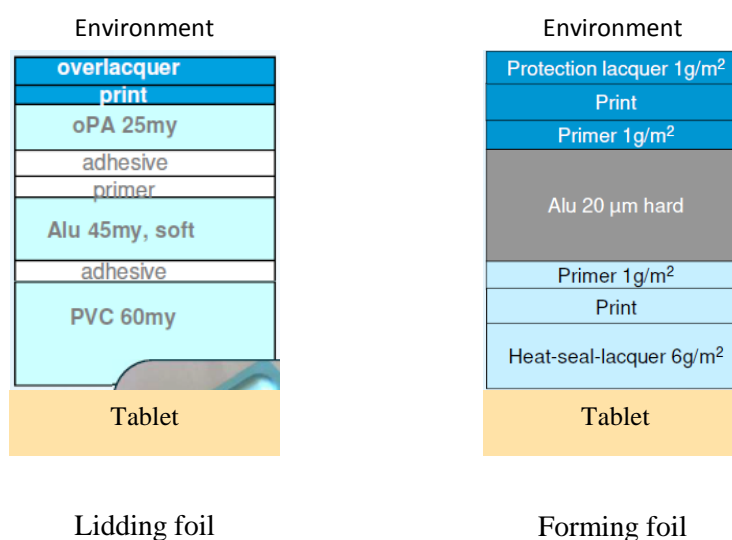 Environment
overlacquer
print
oPA 25my
adhesive
primer
Alu 45my, soft
adhesive
PVC 60my
Tablet
Lidding foil
Environment
Protection lacquer 1g/m²
Print
Primer 1g/m²
Alu 20 µm hard
Primer 1g/m²
Print
Heat-seal-lacquer 6g/m²
Tablet
Forming foil